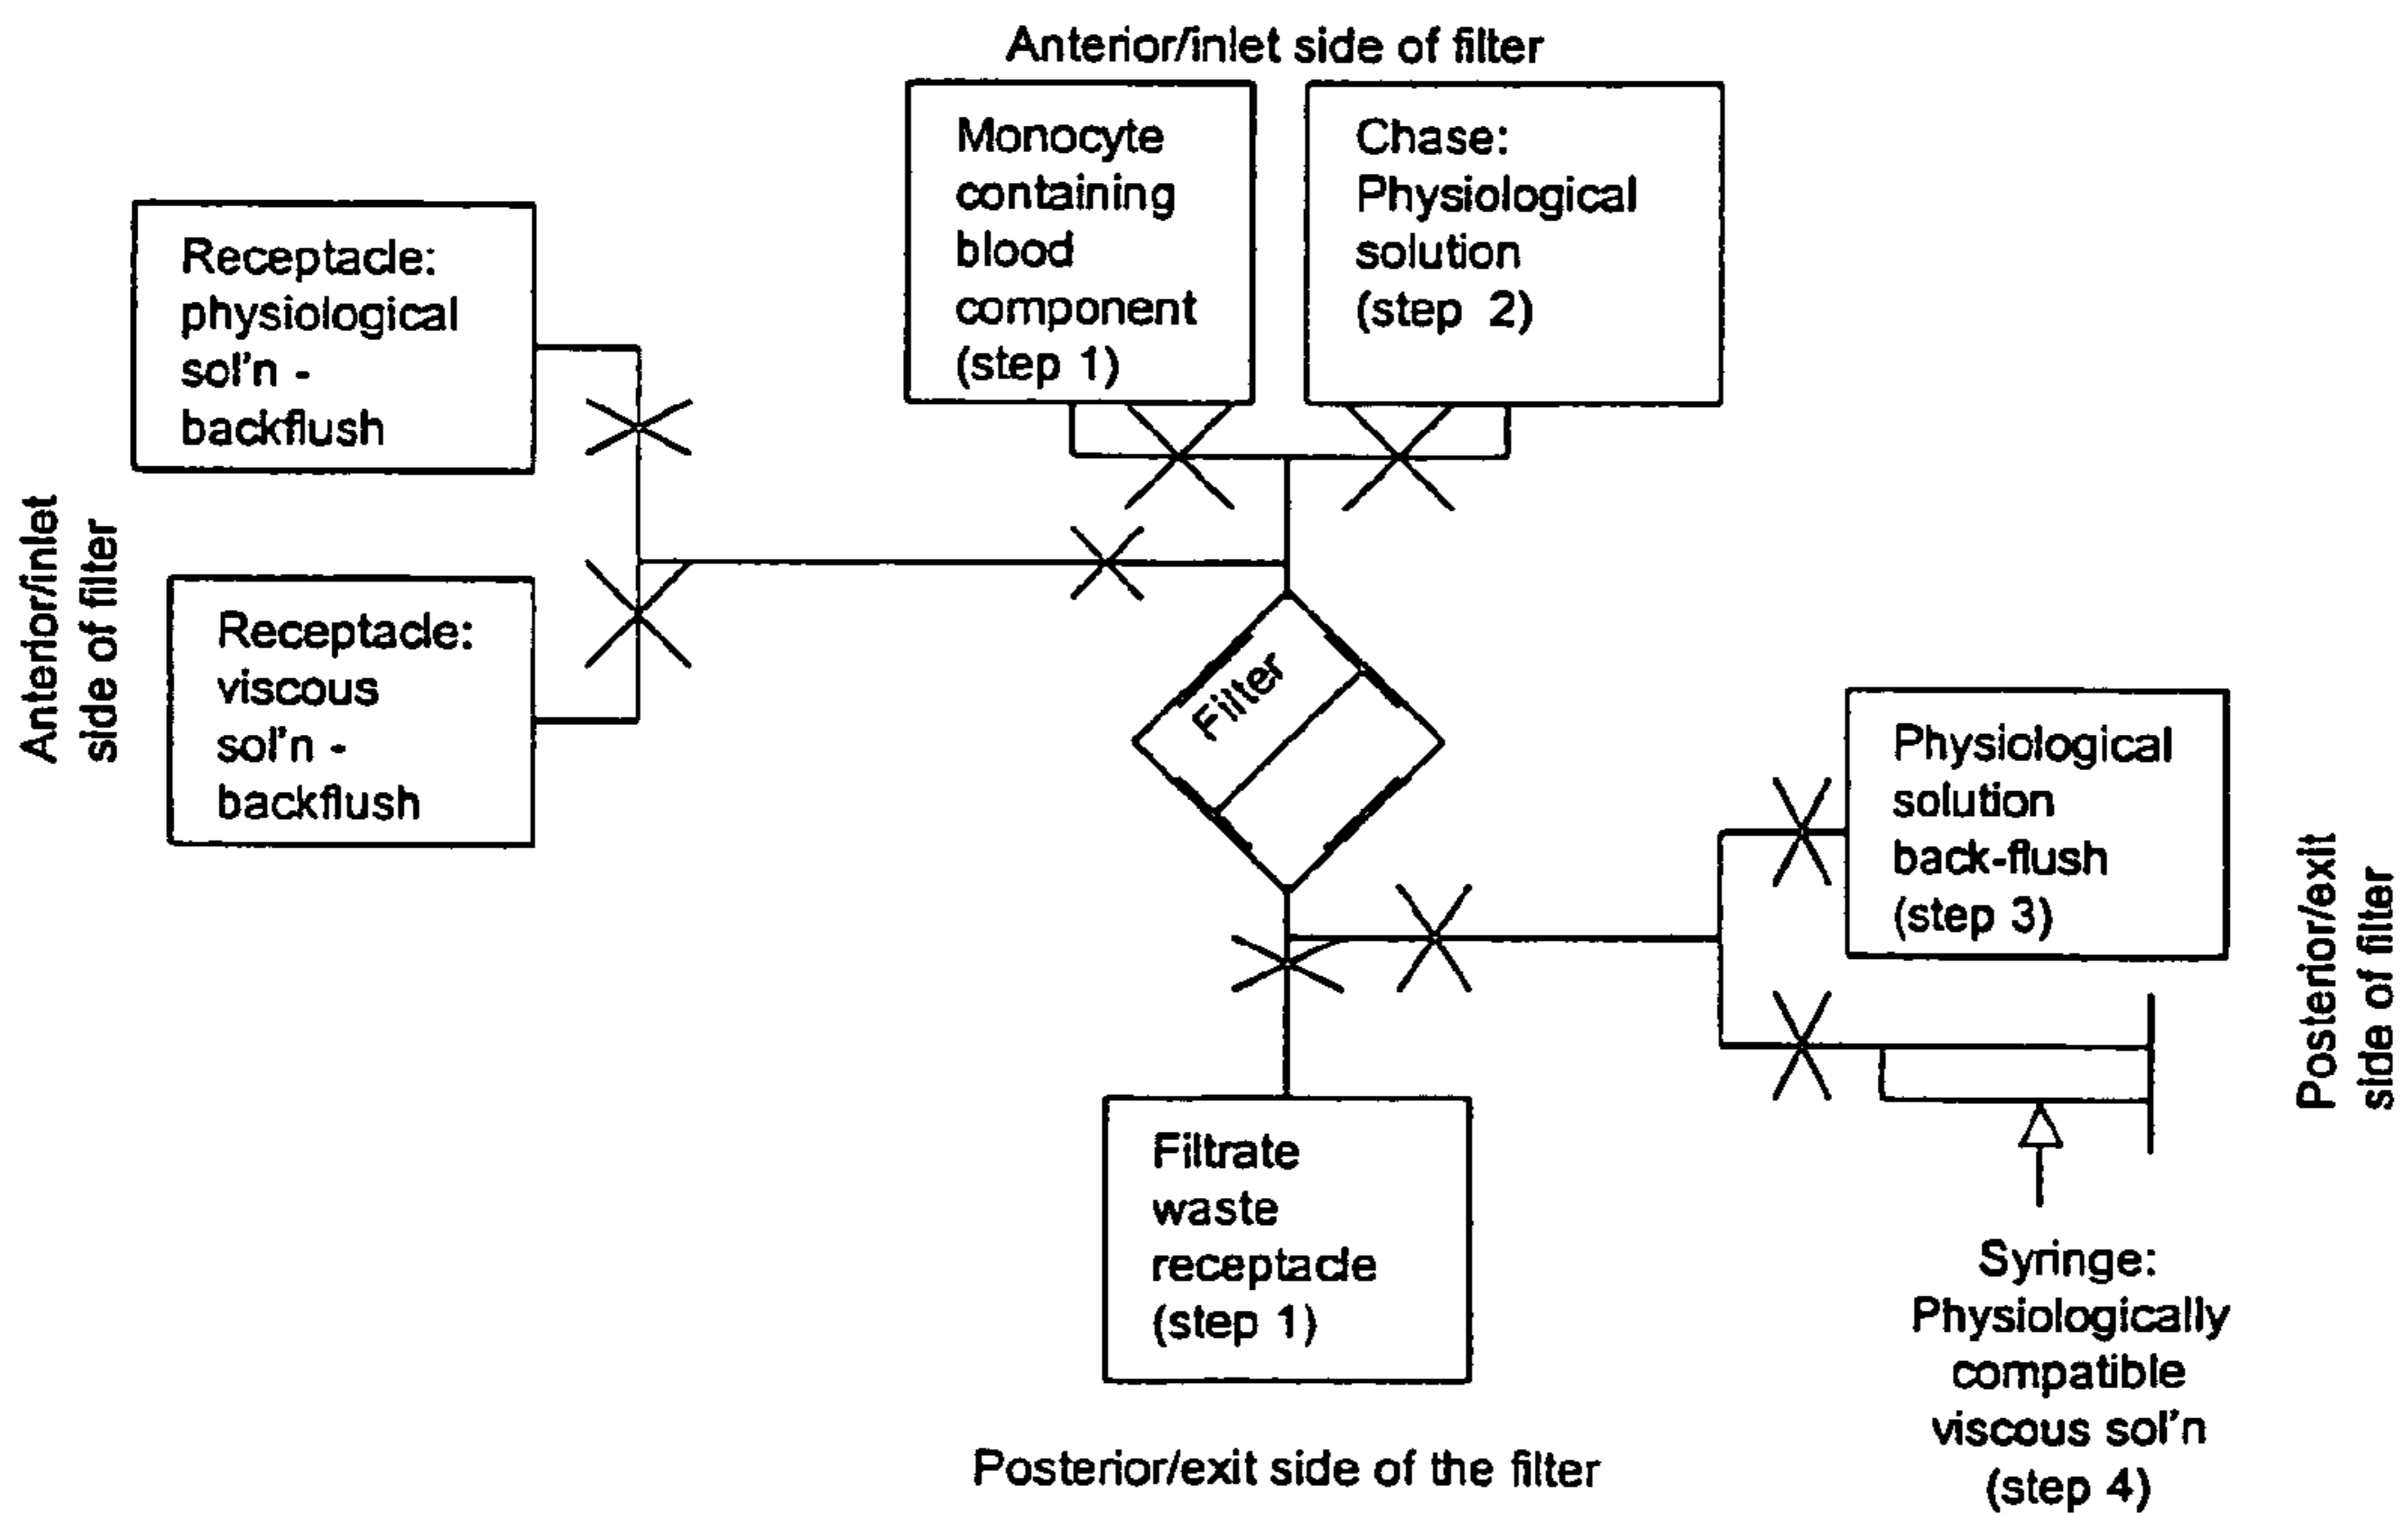 Anterior/inlet side of filter
Monocyte
containing
blood
component
(step 1)
Chase:
Physiological
solution
(step 2)
Receptacle:
physiological
sol'n -
backflush
Anterior/inlet
side of filter
Receptacle:
viscous
sol'n -
backflush
Filter
Physiological
solution
back-flush
(step 3)
Posterior/exit
side of filter
Filtrate
waste
receptacle
(step 1)
Syringe:
Physiologically
compatible
viscous sol'n
(step 4)
Posterior/exit side of the filter